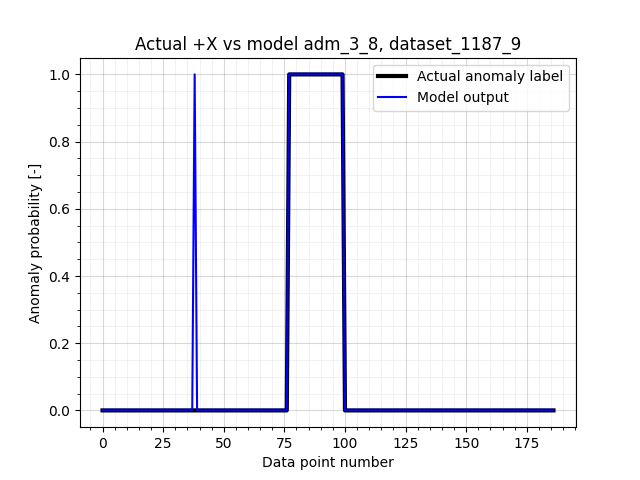 Actual +X vs model adm_3_8, dataset_1187_9
Actual anomaly label
Model output
1.0
0.8
0.6
0.4
0.2
0.0
Anomaly probability [-]
0 25 50 75 100 125 150 175
Data point number